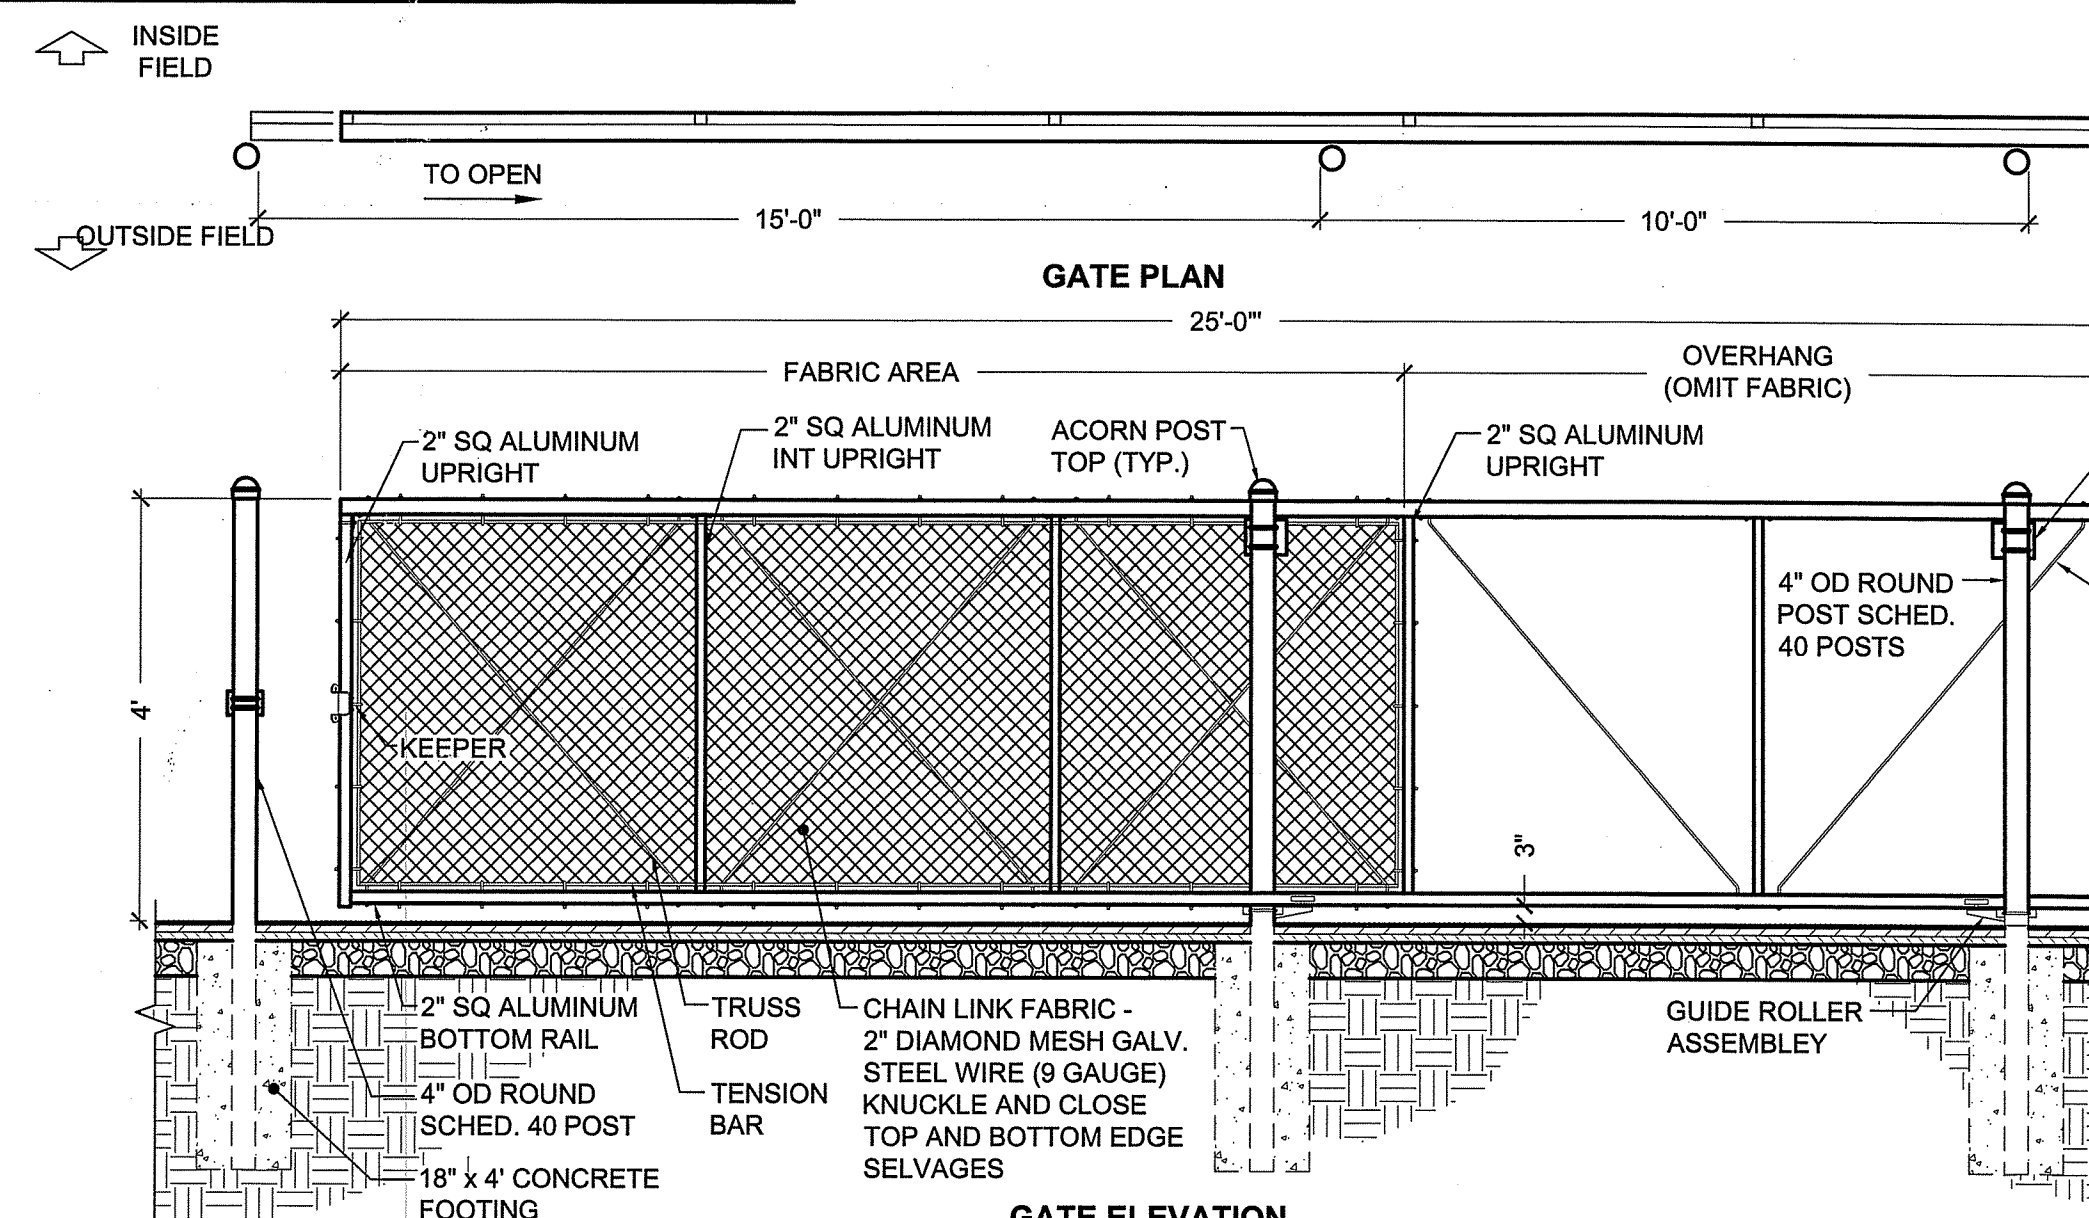 INSIDE
FIELD
TO OPEN
OUTSIDE FIELD
15'-0"
10'-0"
GATE PLAN
25'-0"'
FABRIC AREA
OVERHANG
(OMIT FABRIC)
2" SQ ALUMINUM
UPRIGHT
2" SQ ALUMINUM
INT UPRIGHT
ACORN POST
TOP (TYP.)
2" SQ ALUMINUM
UPRIGHT
4" OD ROUND
POST SCHED.
40 POSTS
4'
KEEPER
3"
2" SQ ALUMINUM
BOTTOM RAIL
TRUSS
ROD
CHAIN LINK FABRIC -
2" DIAMOND MESH GALV.
STEEL WIRE (9 GAUGE)
KNUCKLE AND CLOSE
TOP AND BOTTOM EDGE
SELVAGES
GUIDE ROLLER
ASSEMBLEY
4" OD ROUND
SCHED. 40 POST
TENSION
BAR
18" x 4' CONCRETE
FOOTING
GATE ELEVATION